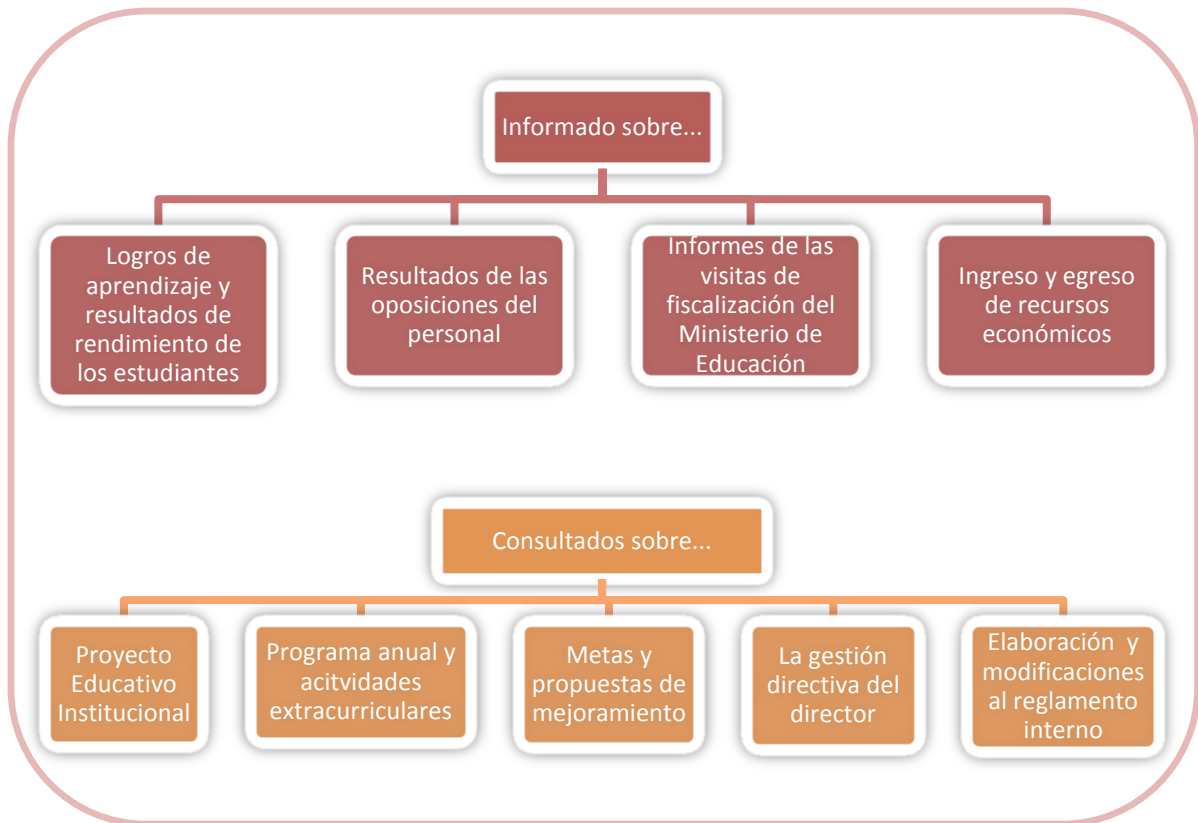 Informado sobre...
Logros de
aprendizaje y
resultados de
rendimiento de
los estudiantes
Resultados de las
oposiciones del
personal
Informes de las
visitas de
fiscalización del
Ministerio de
Educación
Ingreso y egreso
de recursos
económicos
Consultados sobre...
Proyecto
Educativo
Institucional
Programa anual y
acitvidades
extracurriculares
Metas y
propuestas de
mejoramiento
La gestión
directiva del
director
Elaboración y
modificaciones
al reglamento
interno